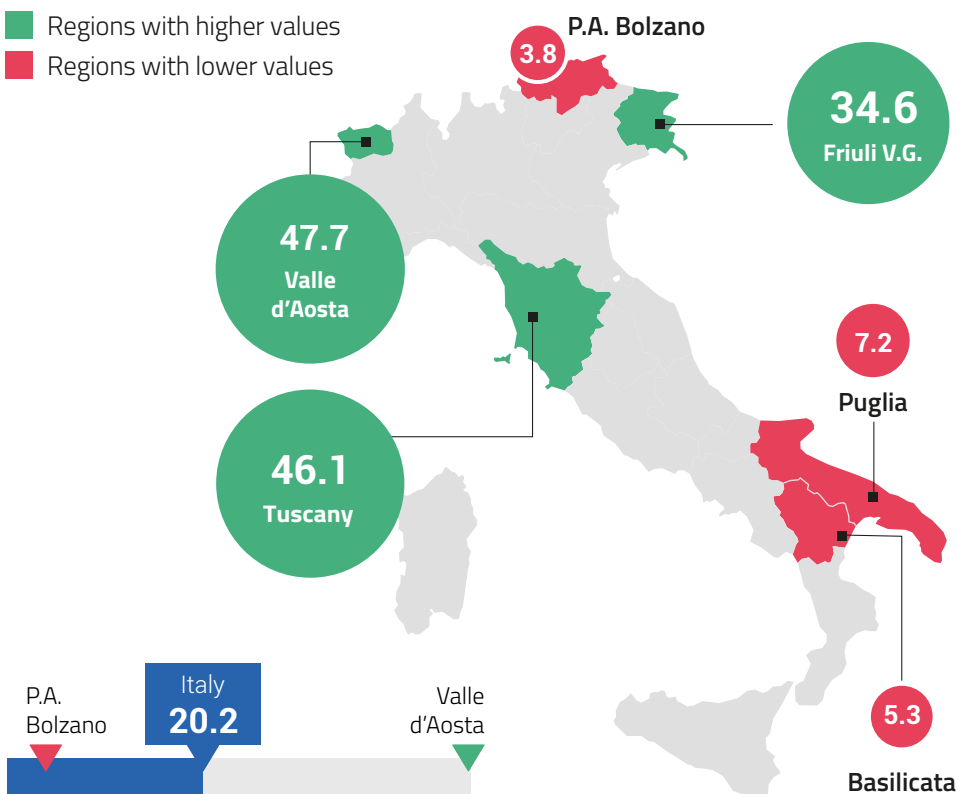 Regions with higher values
Regions with lower values
P.A. Bolzano
3.8
34.6
Friuli V.G.
47.7
Valle
d'Aosta
7.2
Puglia
46.1
Tuscany
P.A.
Bolzano
Italy
20.2
Valle
d'Aosta
5.3
Basilicata